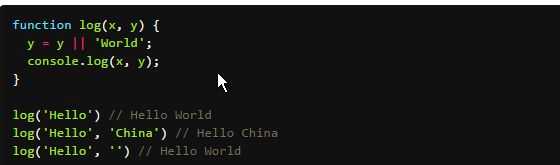 function log(x, y) {
  y = y || 'World';
  console.log(x, y);
}

log('Hello') // Hello World
log('Hello', 'China') // Hello China
log('Hello', '') // Hello World